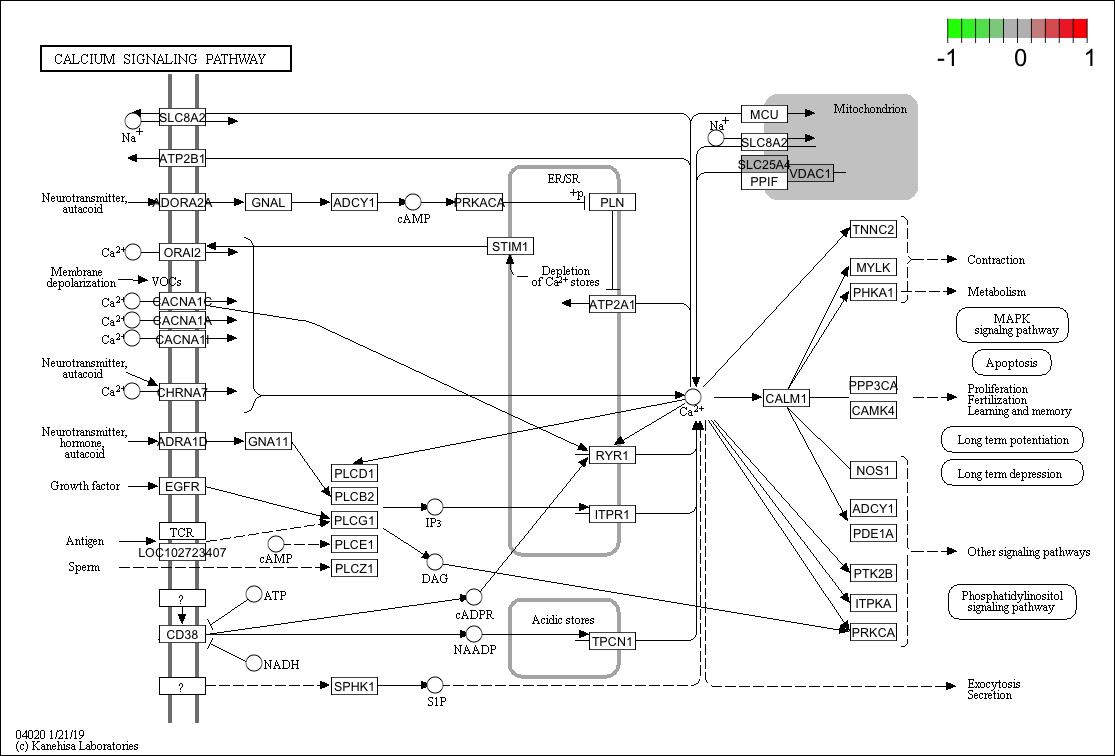 -1 0 1
CALCIUM SIGNALING PATHWAY
SLC8A2
Na+
ATP2B1
MCU
Mitochondrion
Na+
SLC8A2
SLC25A4
VDAC1
PPIF
Neurotransmitter,
autacoid
ADORA2A
GNAL
ADCY1
cAMP
PRKACA
ER/SR
+p
PLN
Ca2+
ORAI2
STIM1
Depletion
of Ca2+ stores
ATP2A1
Membrane
depolarization
VOCs
Ca2+
CACNA1C
Ca2+
CACNA1A
Ca2+
CACNA1I
Neurotransmitter,
autacoid
Ca2+
CHRNA7
Ca2+
CALM1
TNNC2
MYLK
PHKA1
Contraction
Metabolism
MAPK
signaling pathway
Apoptosis
PPP3CA
CAMK4
Proliferation
Fertilization
Learning and memory
Long term potentiation
Long term depression
Neurotransmitter,
hormone,
autacoid
ADRA1D
GNA11
PLCD1
RYR1
NOS1
Growth factor
EGFR
PLCB2
PLCG1
IP3
ITPR1
ADCY1
PDE1A
Antigen
TCR
LOC102723407
cAMP
PLCE1
Sperm
PLCZ1
DAG
Other signaling pathways
PTK2B
ITPKA
PRKCA
Phosphatidylinositol
signaling pathway
?
ATP
cADPR
CD38
NAADP
Acidic stores
TPCN1
NADH
?
SPHK1
S1P
Exocytosis
Secretion
04020 1/21/19
(c) Kanehisa Laboratories